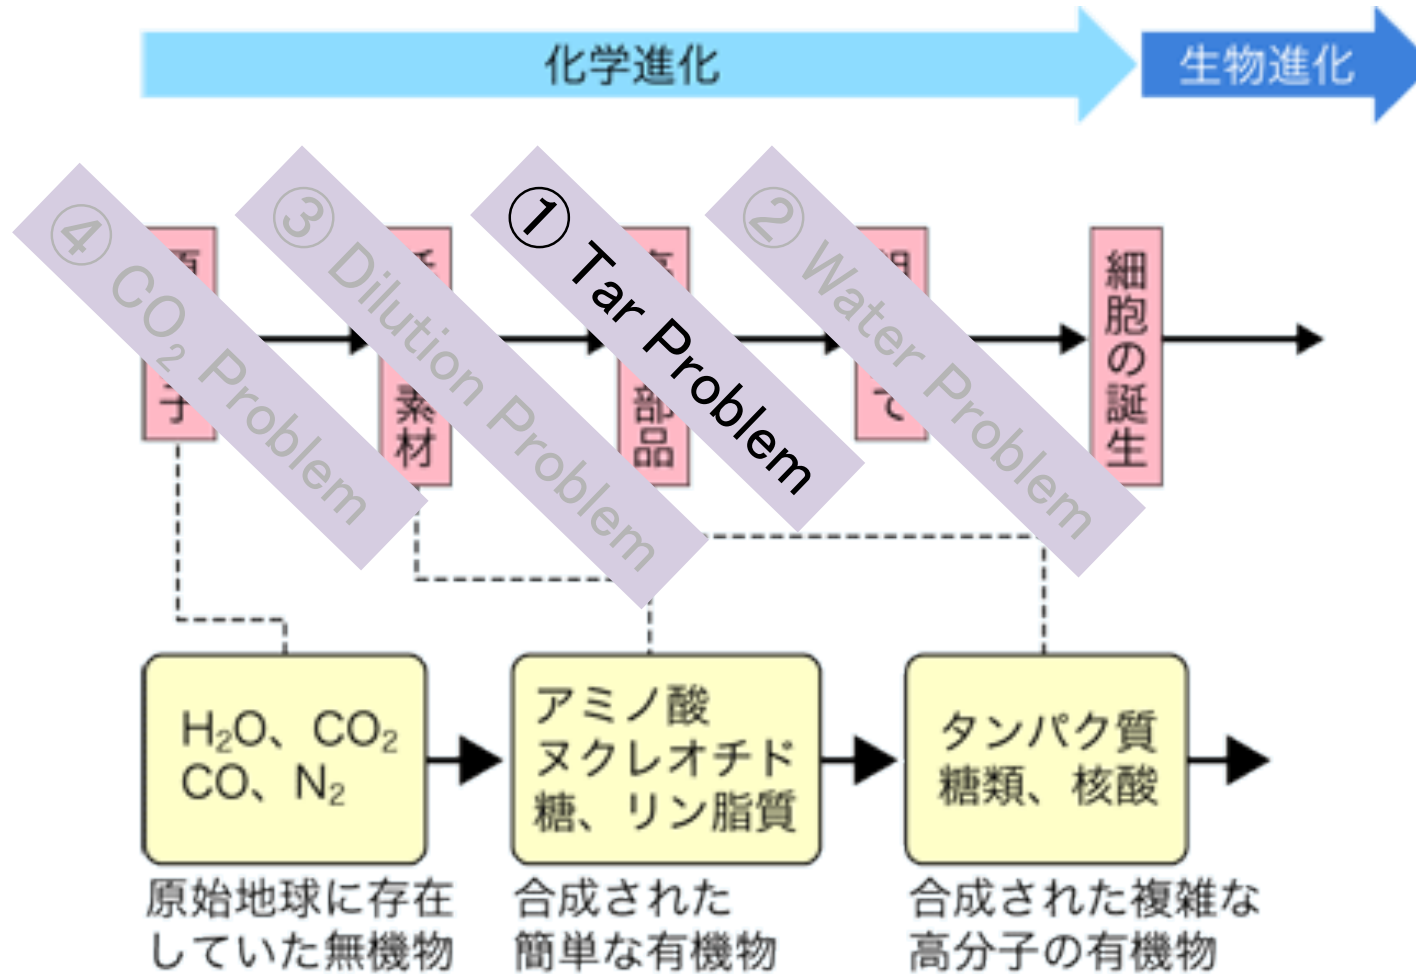 化学進化
生物進化
④ CO₂ Problem
③ Dilution Problem
① Tar Problem
② Water Problem
子
素材
部品
て
細胞の誕生
H₂O、CO₂
CO、N₂
アミノ酸
ヌクレオチド
糖、リン脂質
タンパク質
糖類、核酸
原始地球に存在
していた無機物
合成された
簡単な有機物
合成された複雑な
高分子の有機物